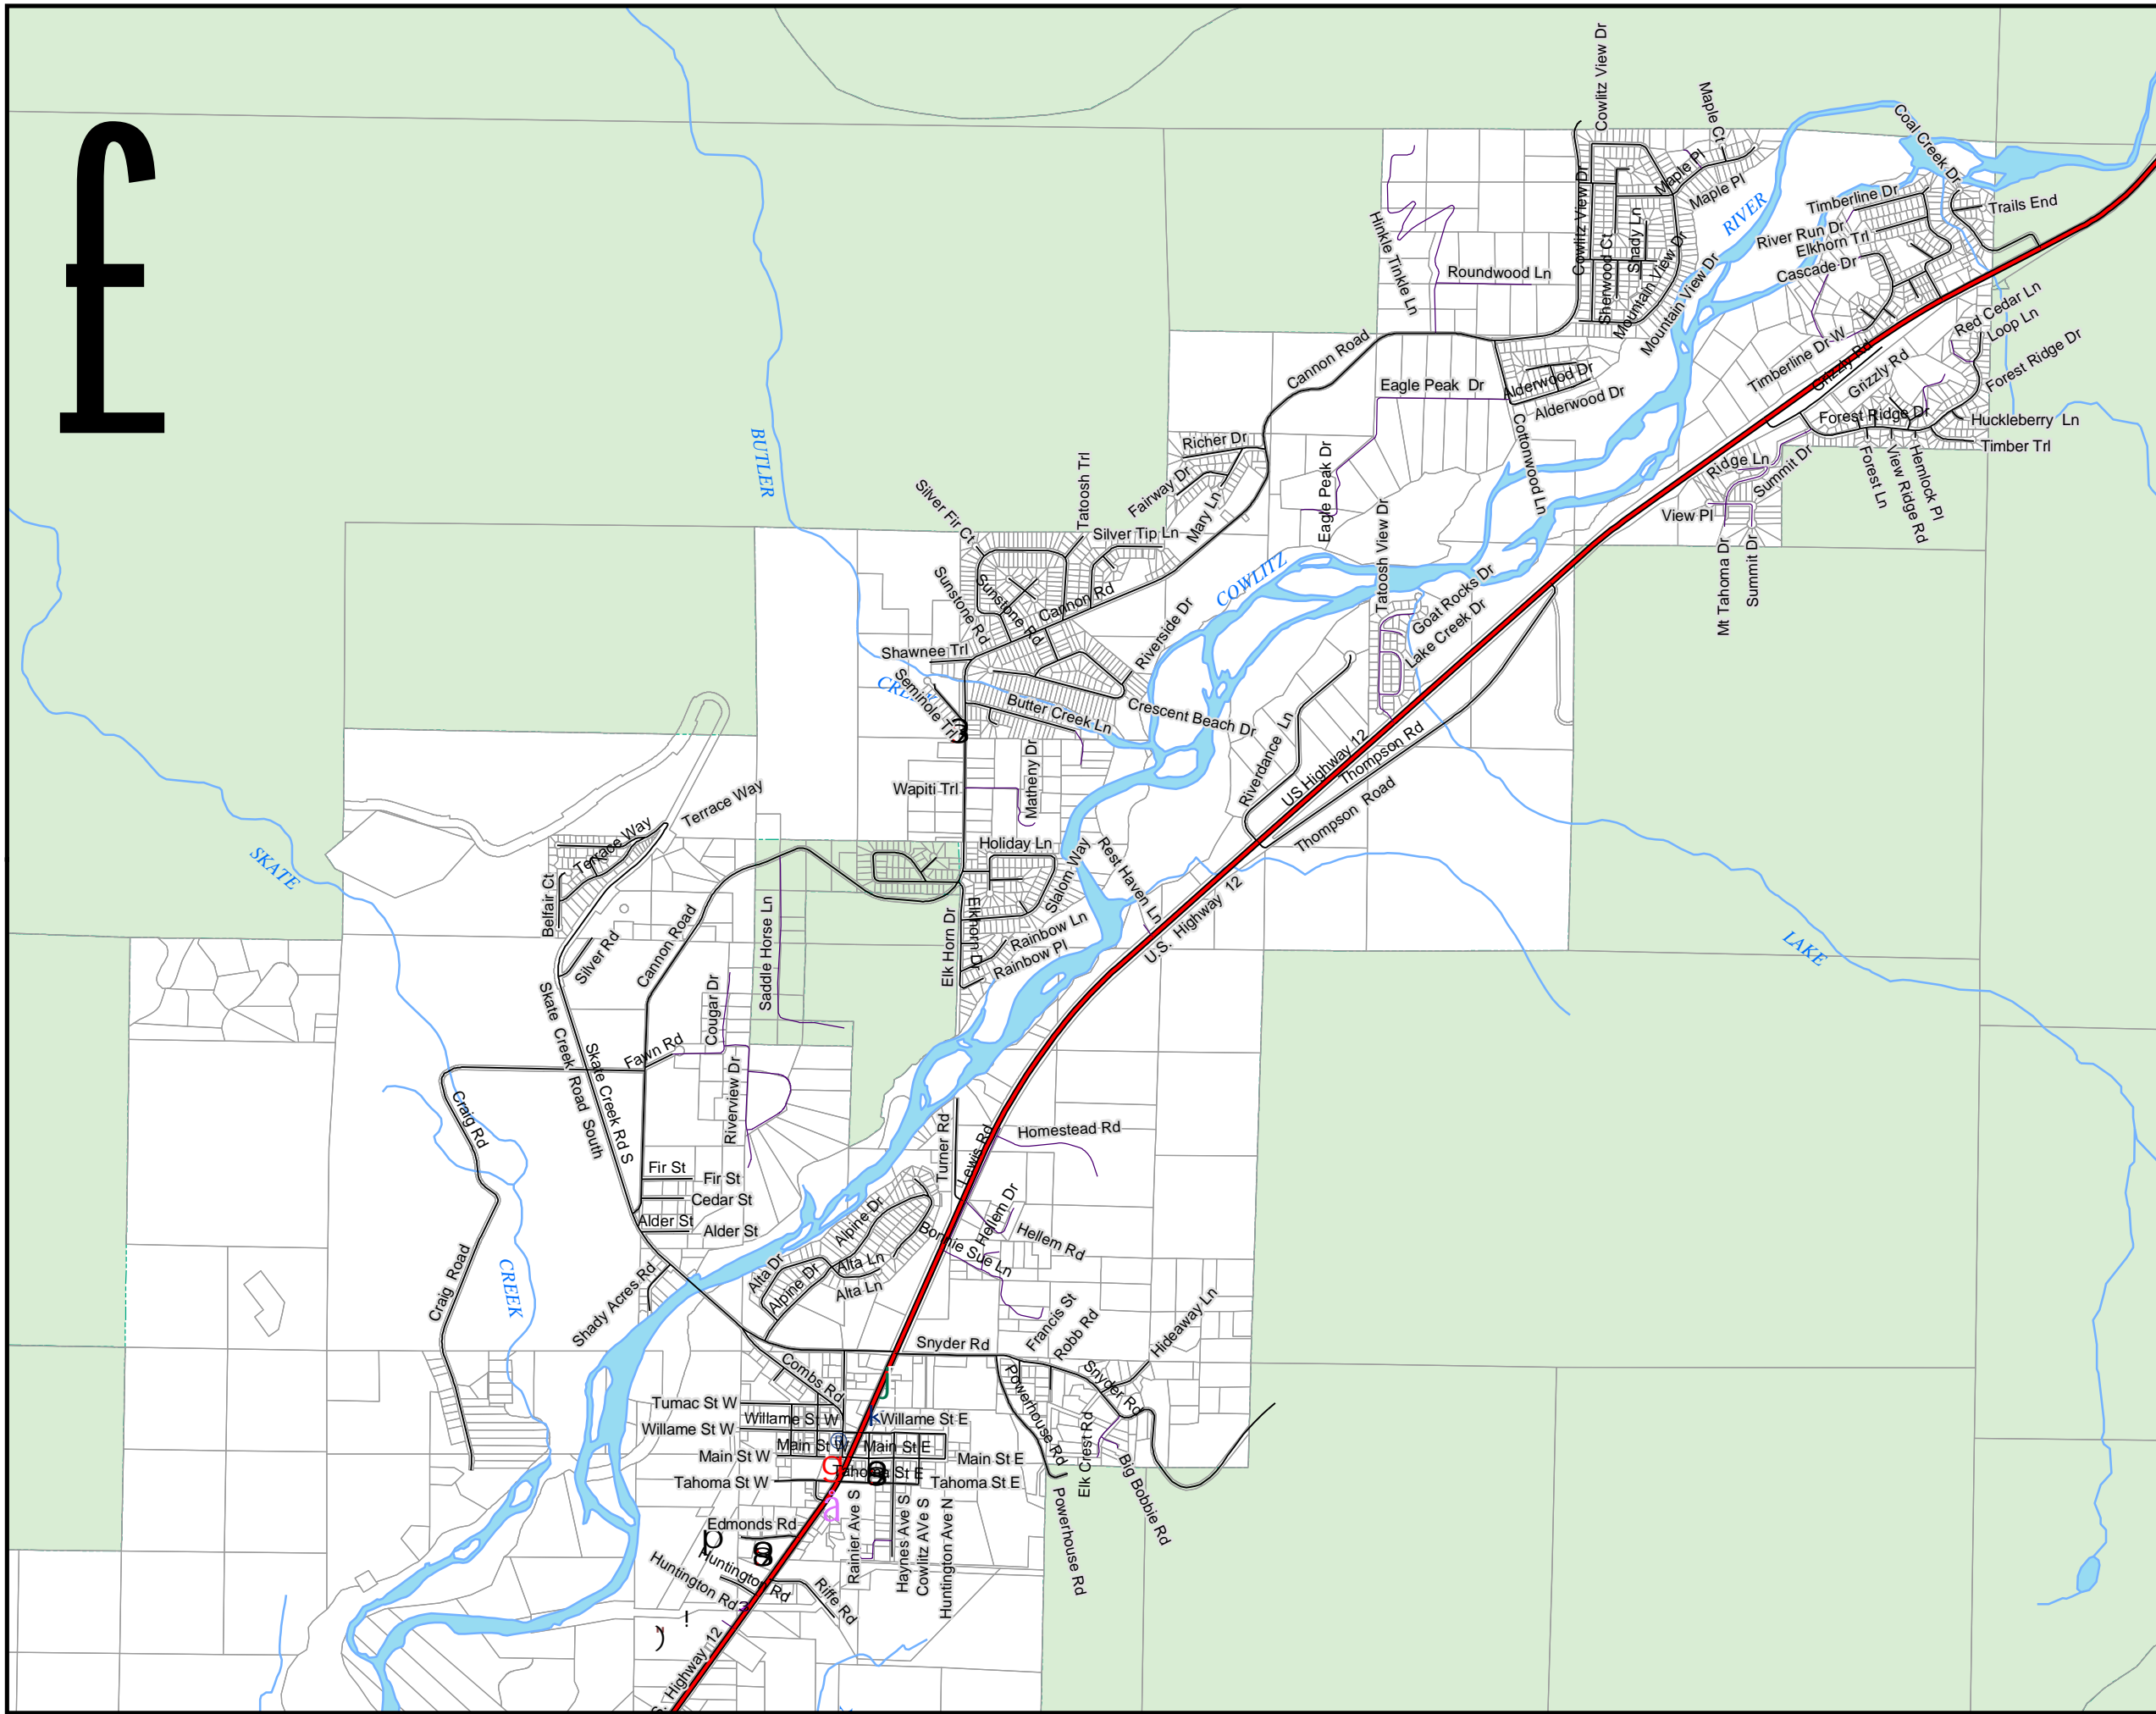 £
Cowlitz View Dr
Maple Ct
Coal Creek Dr
Maple Pl
Maple Pl
Timberline Dr
Trails End
RIVER
Cowlitz View Dr
Shady Ln
Sherwood Ct
River Run Dr
Elkhorn Trl
Cascade Dr
Hinkle Tinkle Ln
Roundwood Ln
Mountain View Dr
Mountain View Dr
Red Cedar Ln
Loop Ln
Cannon Road
Timberline Dr W
Grizzly Rd
Grizzly Rd
Forest Ridge Dr
Eagle Peak Dr
Alderwood Dr
Alderwood Dr
Forest Ridge Dr
Huckleberry Ln
Timber Trl
BUTLER
Richer Dr
Cottonwood Ln
Ridge Ln
Summit Dr
Forest Ln
View Ridge Rd
Hemlock Pl
Tatoosh Trl
Fairway Dr
Eagle Peak Dr
Silver Fir Ct
Mary Ln
View Pl
Silver Tip Ln
Tatoosh View Dr
Mt Tahoma Dr
Summit Dr
Sunstone Rd
Sunstone Rd
Cannon Rd
COWLITZ
Goat Rocks Dr
Lake Creek Dr
Riverside Dr
Shawnee Trl
Seminole Trl
Butter Creek Ln
Crescent Beach Dr
3
Riverdance Ln
US Highway 12
Thompson Rd
Wapiti Trl
Matheny Dr
Terrace Way
Terrace Way
Thompson Road
Holiday Ln
Slalom Way
Rest Haven Ln
SKATE
Belfair Ct
Silver Rd
Cannon Road
Saddle Horse Ln
Elk Horn Dr
Elkhorn Dr
Rainbow Ln
Rainbow Pl
U.S. Highway 12
LAKE
Skate Creek Road South
Skate Creek Rd S
Fawn Rd
Cougar Dr
Riverview Dr
Craig Rd
Turner Rd
Lewis Rd
Homestead Rd
Fir St
Fir St
Cedar St
Alder St
Alder St
Alpine Dr
Hellem Dr
Hellem Rd
Bonnie Sue Ln
CREEK
Craig Road
Shady Acres Rd
Alta Dr
Alpine Dr
Alta Ln
Alta Ln
Francis St
Robb Rd
Hideaway Ln
Snyder Rd
Combs Rd
Powerhouse Rd
Snyder Rd
J
Tumac St W
Willame St W
Willame St W
K
Willame St E
Main St W
Main St W
Main St E
Main St E
Tahoma St W
g
Tahoma St E
Tahoma St E
Elk Crest Rd
Big Bobbie Rd
a
Edmonds Rd
p
Rainier Ave S
Haynes Ave S
Cowlitz AVe S
Huntington Ave N
Powerhouse Rd
Huntington Rd
Huntington Rd
Riffe Rd
!
)
S. Highway 12